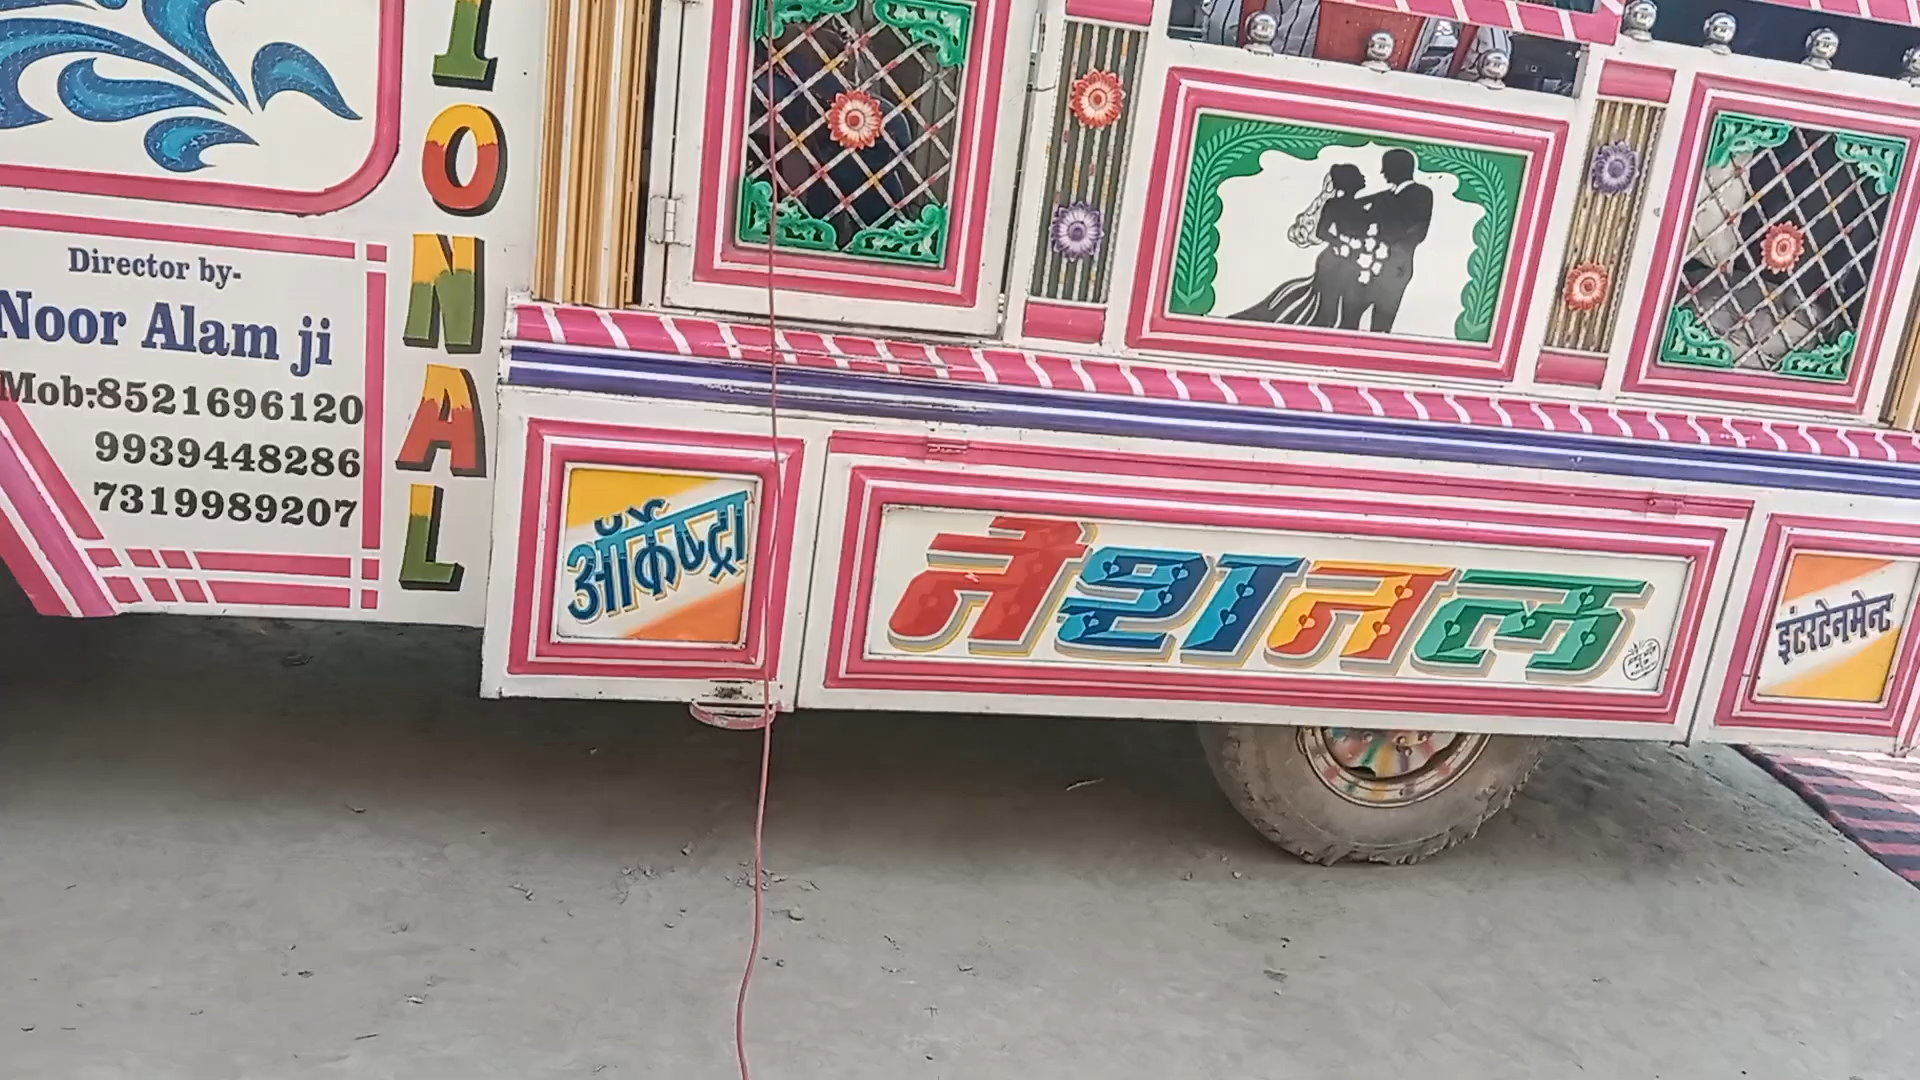 IONAL
Director by-
Noor Alam ji
Mob:-8521696120
9939448286
7319989207
ऑर्केष्ट्रा
नेशनल
इंटरटेनमेन्ट